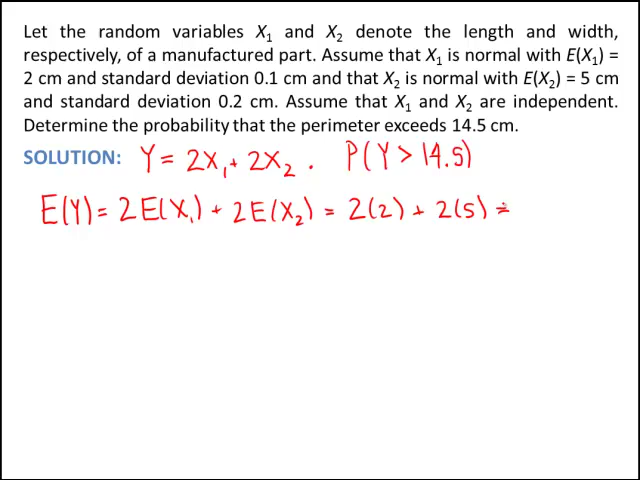 Let the random variables X1 and X2 denote the length and width,
respectively, of a manufactured part. Assume that X1 is normal with E(X1) =
2 cm and standard deviation 0.1 cm and that X2 is normal with E(X2) = 5 cm
and standard deviation 0.2 cm. Assume that X1 and X2 are independent.
Determine the probability that the perimeter exceeds 14.5 cm.
SOLUTION: Y = 2X1 + 2X2 . P(Y > 14.5)
E(Y) = 2E(X1) + 2E(X2) = 2(2) + 2(5) =